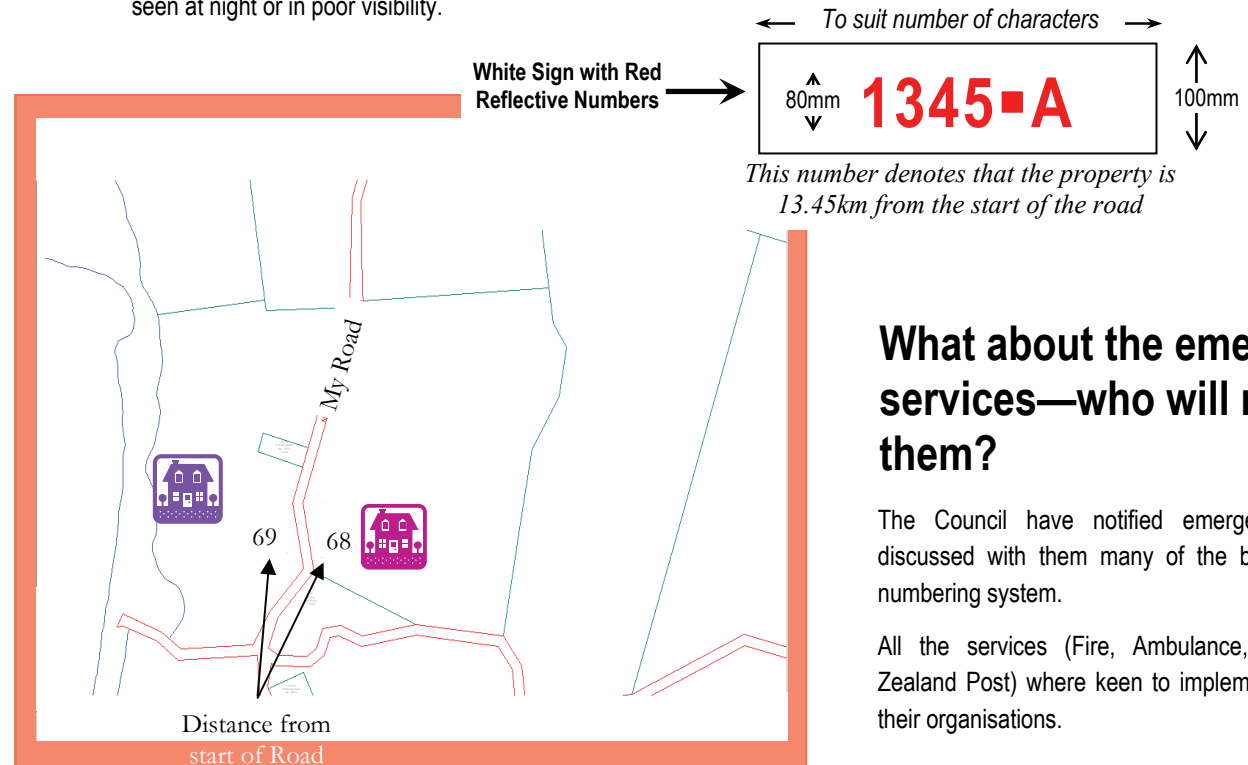 seen at night or in poor visibility.
To suit number of characters
White Sign with Red
Reflective Numbers
80mm
1345▪A
100mm
This number denotes that the property is
13.45km from the start of the road
My Road
69
68
Distance from
start of Road
What about the eme
services—who will
them?
The Council have notified emerge
discussed with them many of the b
numbering system.
All the services (Fire, Ambulance,
Zealand Post) where keen to implem
their organisations.